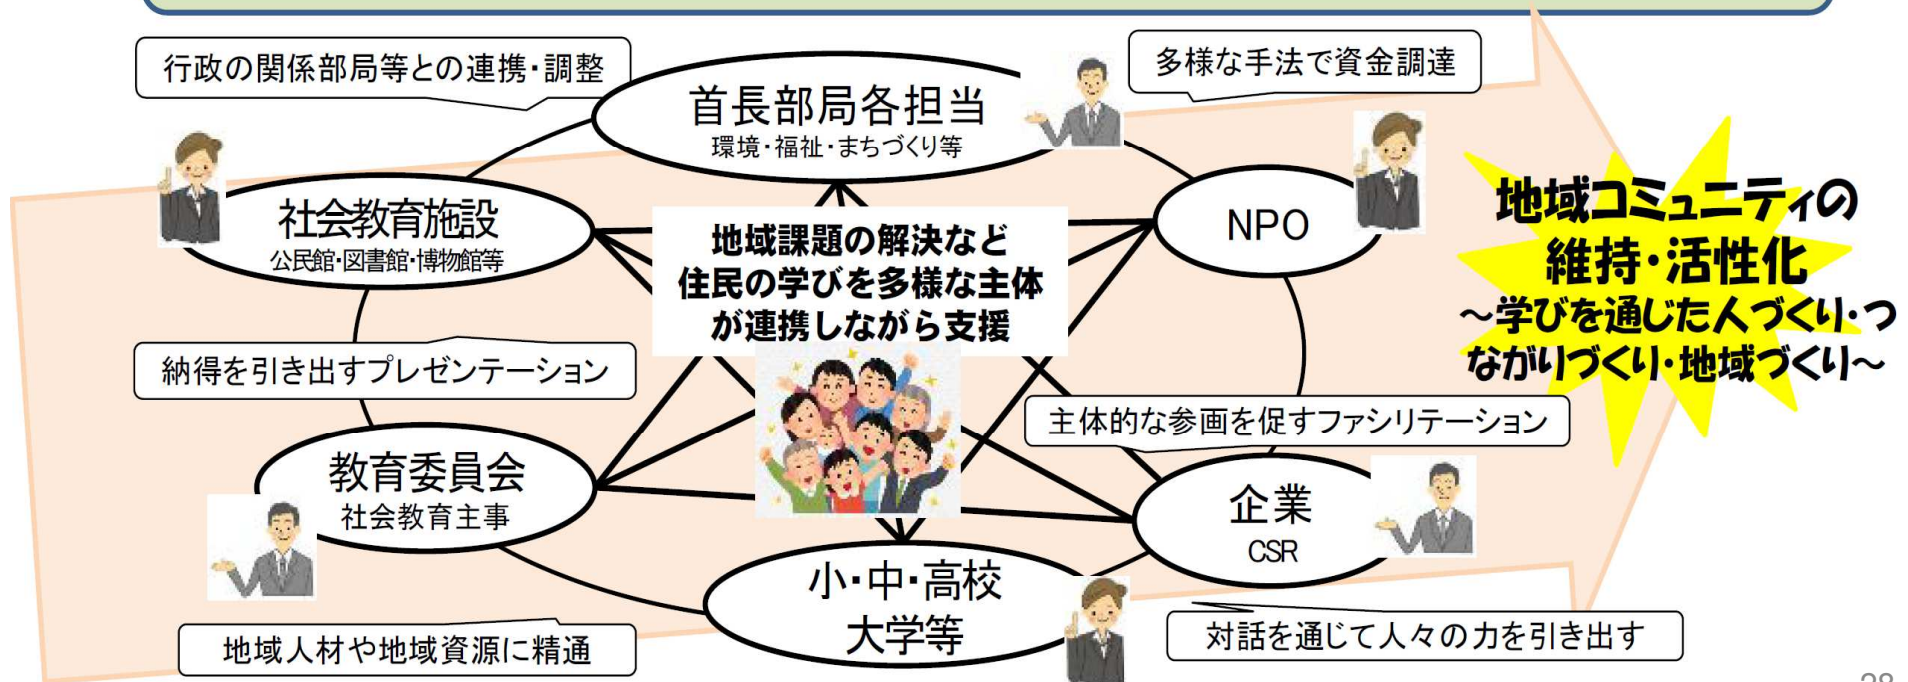 行政の関係部局等との連携・調整
首長部局各担当
環境・福祉・まちづくり等
多様な手法で資金調達
社会教育施設
公民館・図書館・博物館等
地域課題の解決など
住民の学びを多様な主体
が連携しながら支援
NPO
地域コミュニティの
維持・活性化
～学びを通じた人づくり・つ
ながりづくり・地域づくり～
納得を引き出すプレゼンテーション
主体的な参画を促すファシリテーション
教育委員会
社会教育主事
企業
CSR
小・中・高校
大学等
地域人材や地域資源に精通
対話を通じて人々の力を引き出す